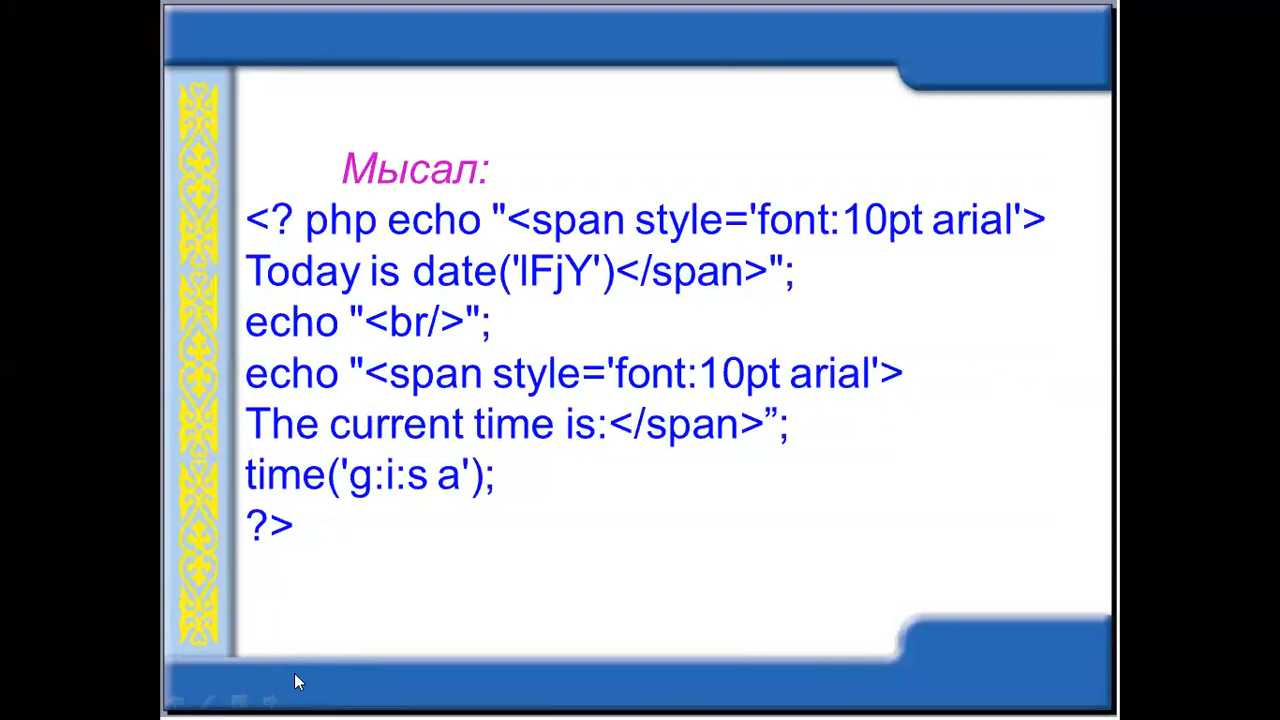 Мысал:
<? php echo "<span style='font:10pt arial'>
Today is date('lFjY')</span>";
echo "<br/>";
echo "<span style='font:10pt arial'>
The current time is:</span>”;
time('g:i:s a');
?>